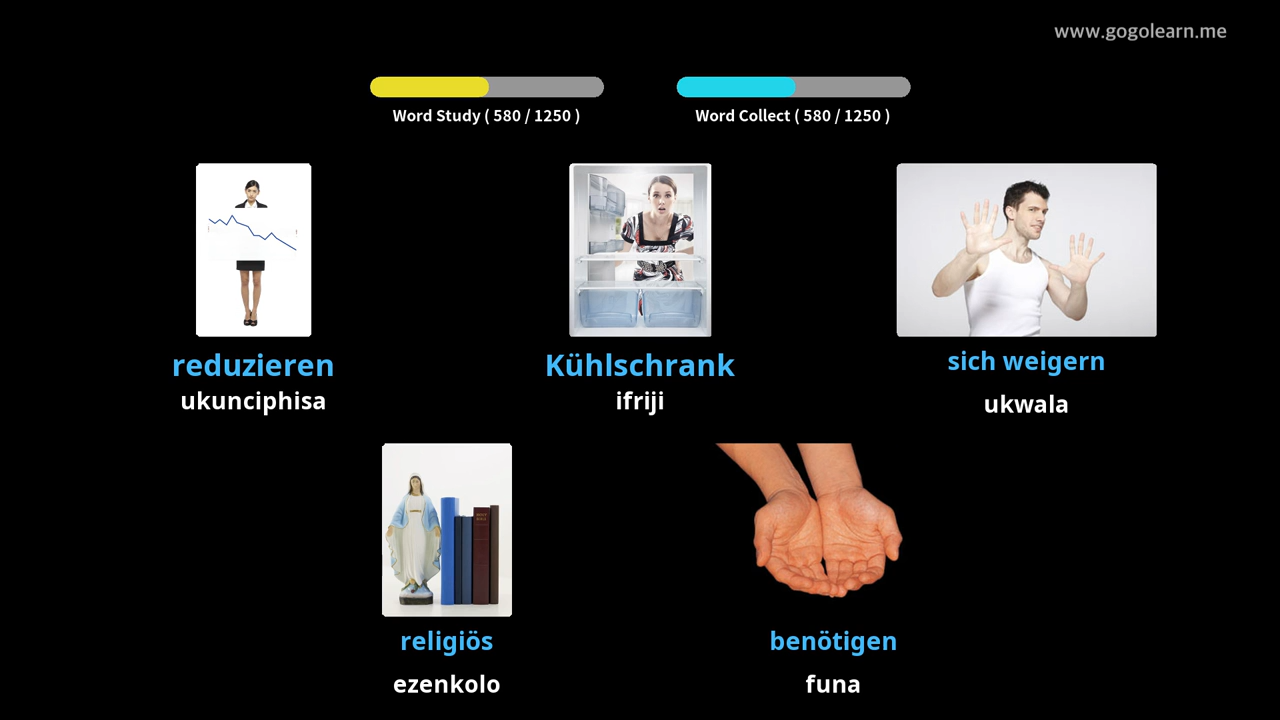 www.gogolearn.me
Word Study ( 580 / 1250 )
Word Collect ( 580 / 1250 )
reduzieren
ukunciphisa
Kühlschrank
ifriji
sich weigern
ukwala
religiös
ezenkolo
benötigen
funa